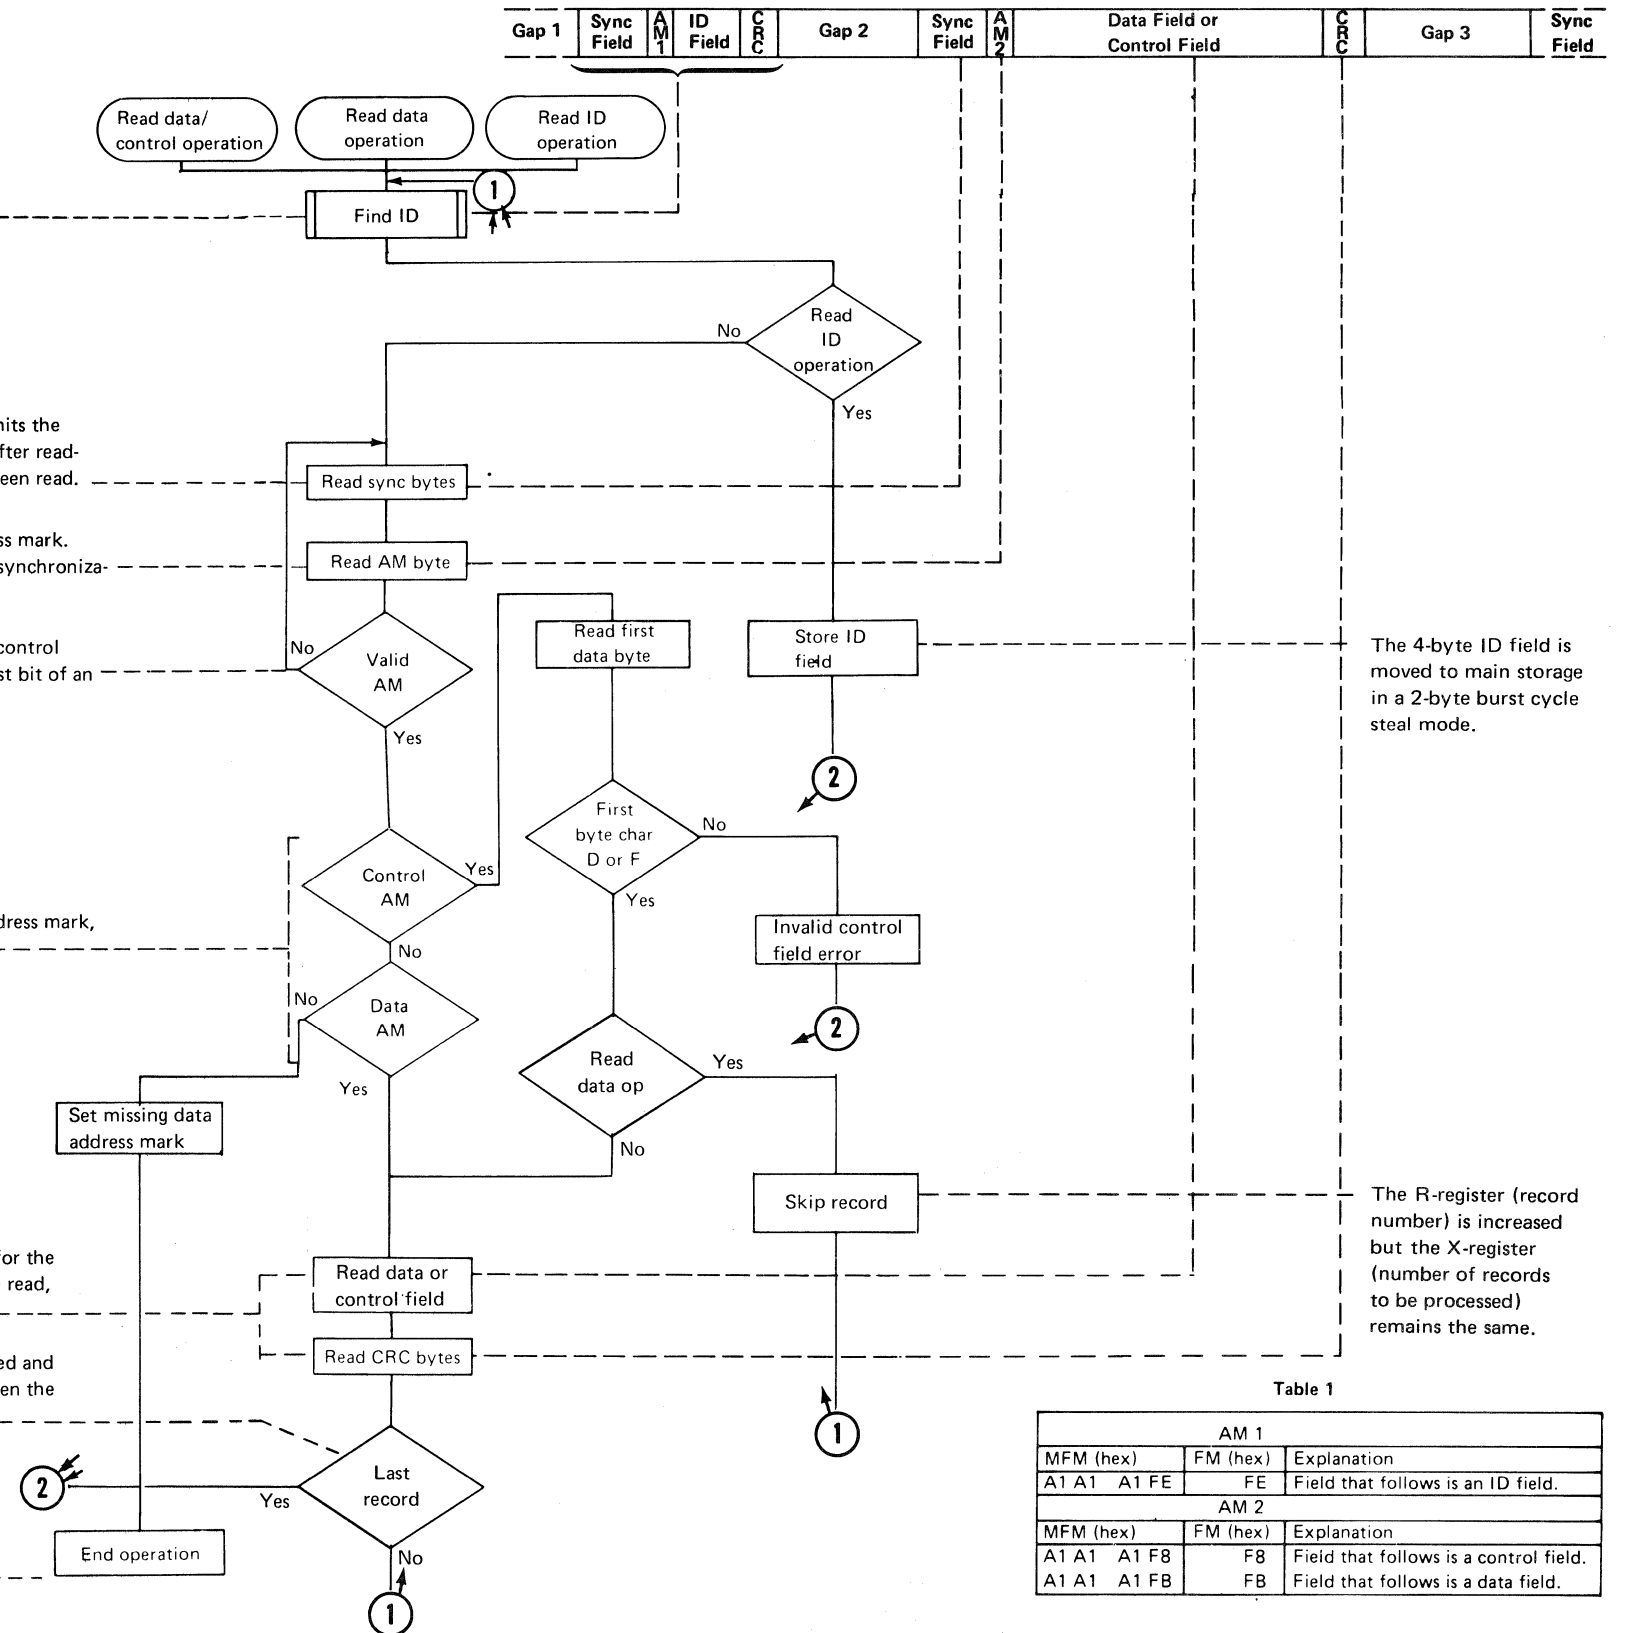 Gap 1
Sync
Field
AM1
ID
Field
CRC
Gap 2
Sync
Field
AM2
Data Field or
Control Field
CRC
Gap 3
Sync
Field
Read data/
control operation
Read data
operation
Read ID
operation
1
Find ID
Read
ID
operation
No
Yes
nits the
fter read-
een read.
Read sync bytes
ss mark.
synchroniza-
Read AM byte
control
st bit of an
No
Valid
AM
Yes
Read first
data byte
Store ID
field
The 4-byte ID field is
moved to main storage
in a 2-byte burst cycle
steal mode.
2
First
byte char
D or F
No
Yes
Control
AM
Yes
No
dress mark,
Invalid control
field error
2
No
Data
AM
Yes
Read
data op
Yes
No
Set missing data
address mark
Skip record
The R-register (record
number) is increased
but the X-register
(number of records
to be processed)
remains the same.
for the
read,
Read data or
control field
ed and
en the
Read CRC bytes
1
2
Last
record
Yes
No
End operation
1
Table 1
AM 1
MFM (hex) FM (hex) Explanation
A1 A1 A1 FE FE Field that follows is an ID field.
AM 2
MFM (hex) FM (hex) Explanation
A1 A1 A1 F8 F8 Field that follows is a control field.
A1 A1 A1 FB FB Field that follows is a data field.